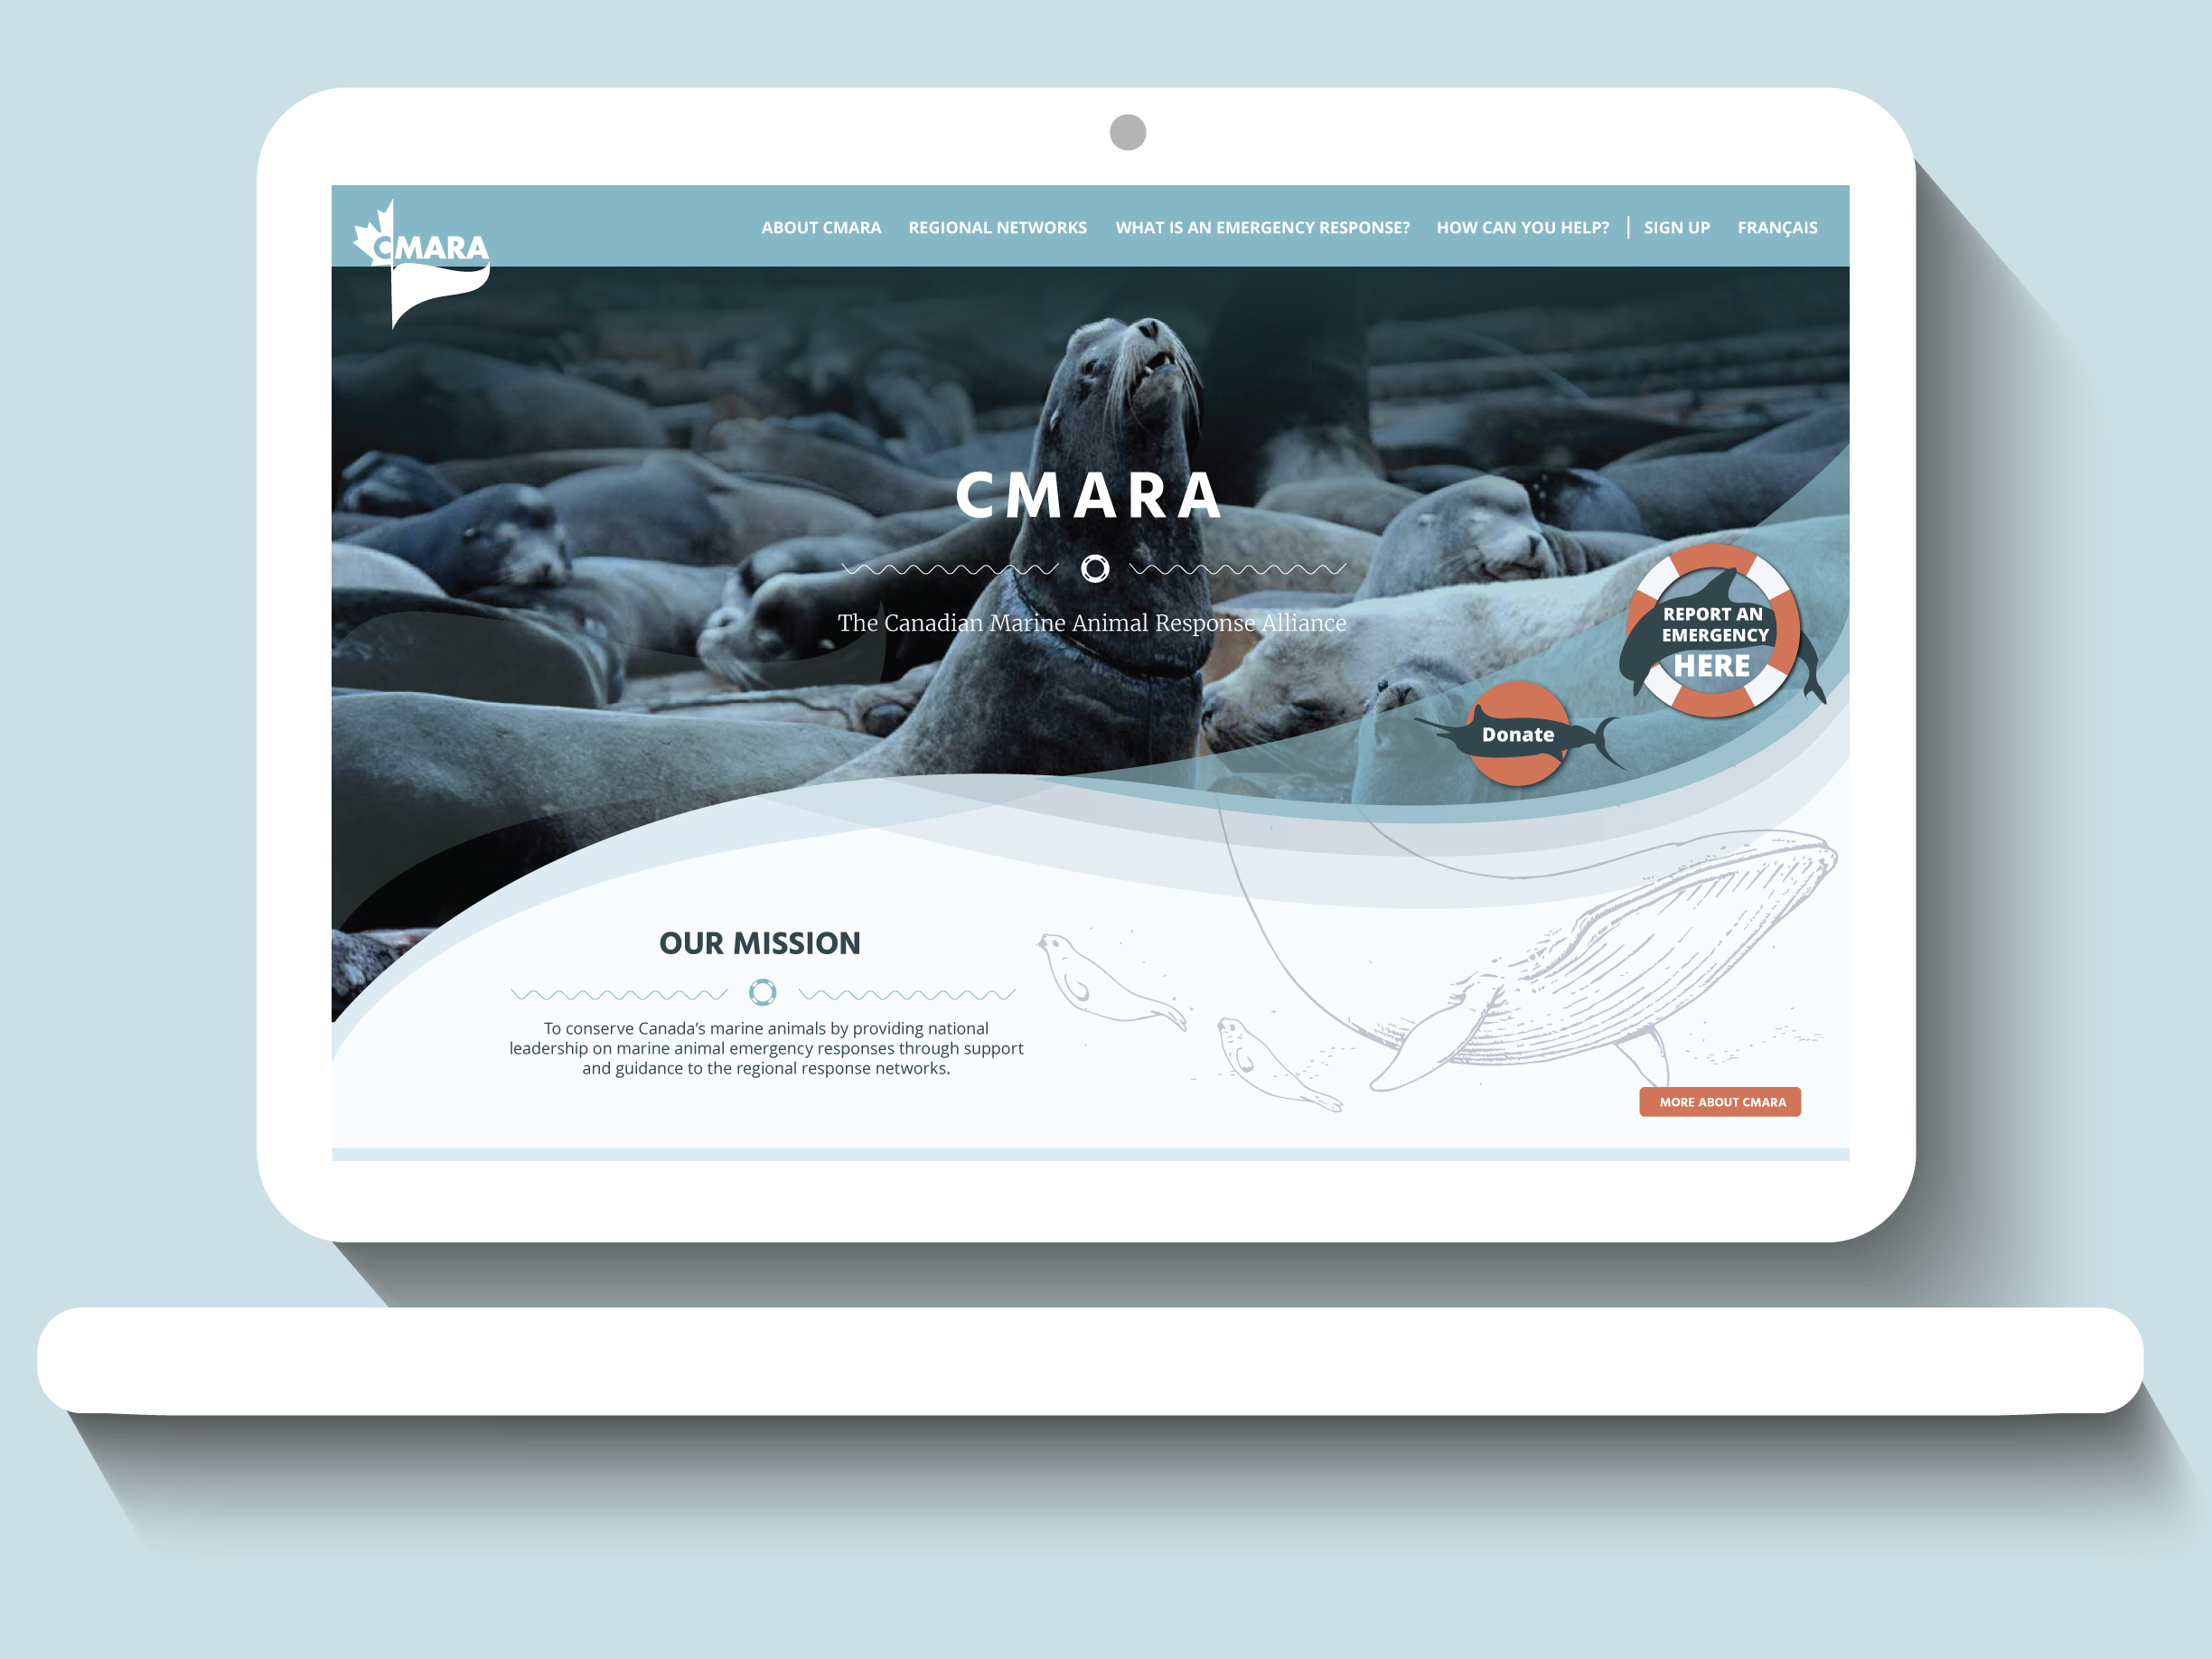 CMARA
ABOUT CMARA
REGIONAL NETWORKS
WHAT IS AN EMERGENCY RESPONSE?
HOW CAN YOU HELP?
SIGN UP
FRANÇAIS
CMARA
The Canadian Marine Animal Response Alliance
REPORT AN
EMERGENCY
HERE
Donate
OUR MISSION
To conserve Canada’s marine animals by providing national
leadership on marine animal emergency responses through support
and guidance to the regional response networks.
MORE ABOUT CMARA